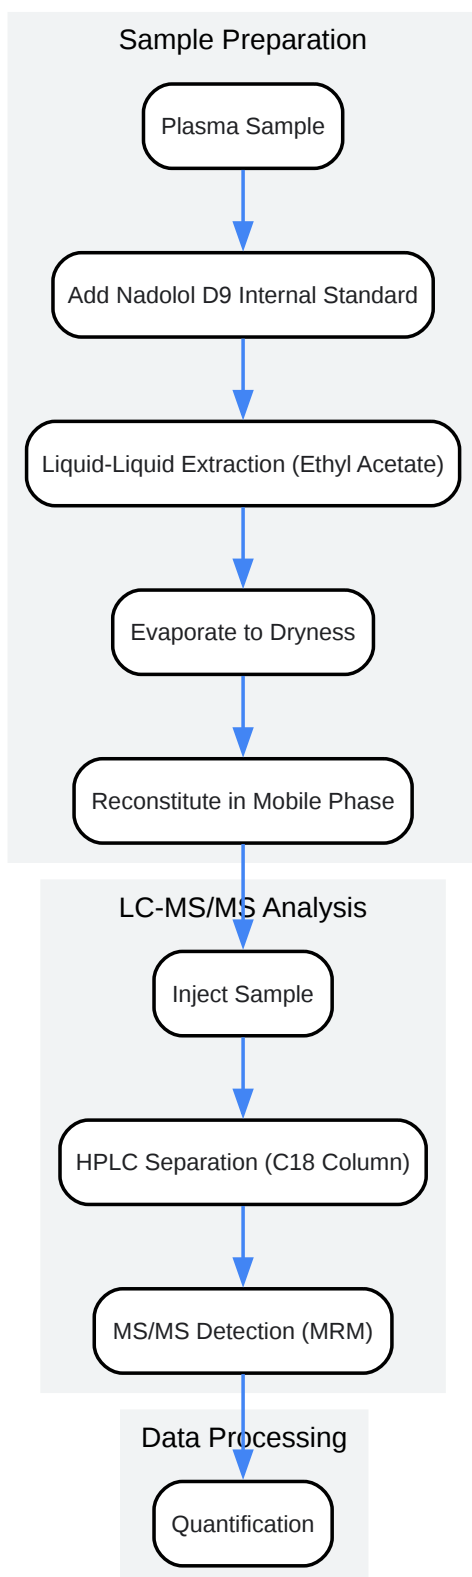 Sample Preparation
Plasma Sample
Add Nadolol D9 Internal Standard
Liquid-Liquid Extraction (Ethyl Acetate)
Evaporate to Dryness
Reconstitute in Mobile Phase
LC-MS/MS Analysis
Inject Sample
HPLC Separation (C18 Column)
MS/MS Detection (MRM)
Data Processing
Quantification